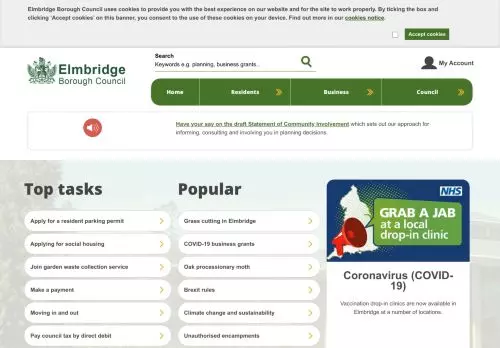 Elmbridge Borough Council uses cookies to provide you with the best experience on our website and for the site to work properly. By ticking the box and
clicking 'Accept cookies' on this banner, you consent to the use of these cookies on your device. Find out more in our cookies notice.
Accept cookies
Elmbridge
Borough Council
Search
Keywords e.g. planning, business grants..
My Account
Home
Residents
Business
Council
Have your say on the draft Statement of Community Involvement which sets out our approach for
informing, consulting and involving you in planning decisions.
Top tasks
Apply for a resident parking permit
Applying for social housing
Join garden waste collection service
Make a payment
Moving in and out
Pay council tax by direct debit
Popular
Grass cutting in Elmbridge
COVID-19 business grants
Oak processionary moth
Brexit rules
Climate change and sustainability
Unauthorised encampments
NHS
GRAB A JAB
at a local
drop-in clinic
Coronavirus (COVID-
19)
Vaccination drop-in clinics are now available in
Elmbridge at a number of locations.